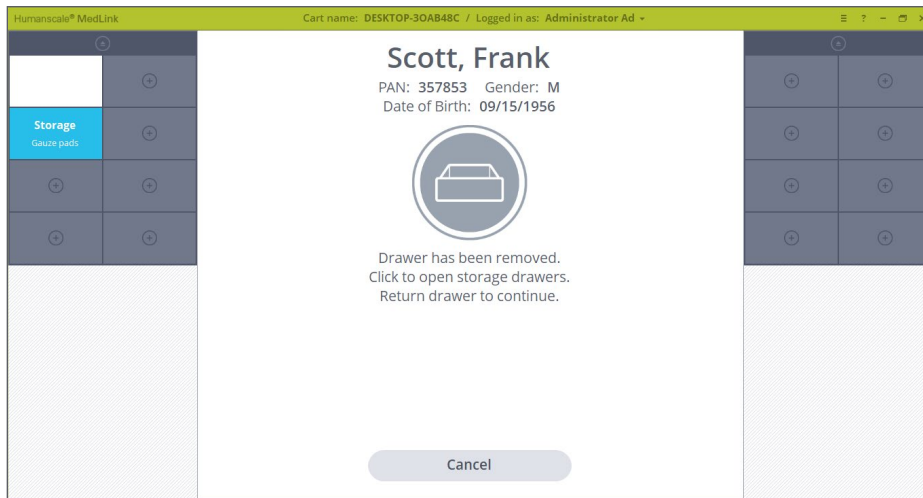 Humanscale® MedLink
Cart name: DESKTOP-3OAB48C / Logged in as: Administrator Ad
Scott, Frank
PAN: 357853 Gender: M
Date of Birth: 09/15/1956
Storage
Gauze pads
Drawer has been removed.
Click to open storage drawers.
Return drawer to continue.
Cancel